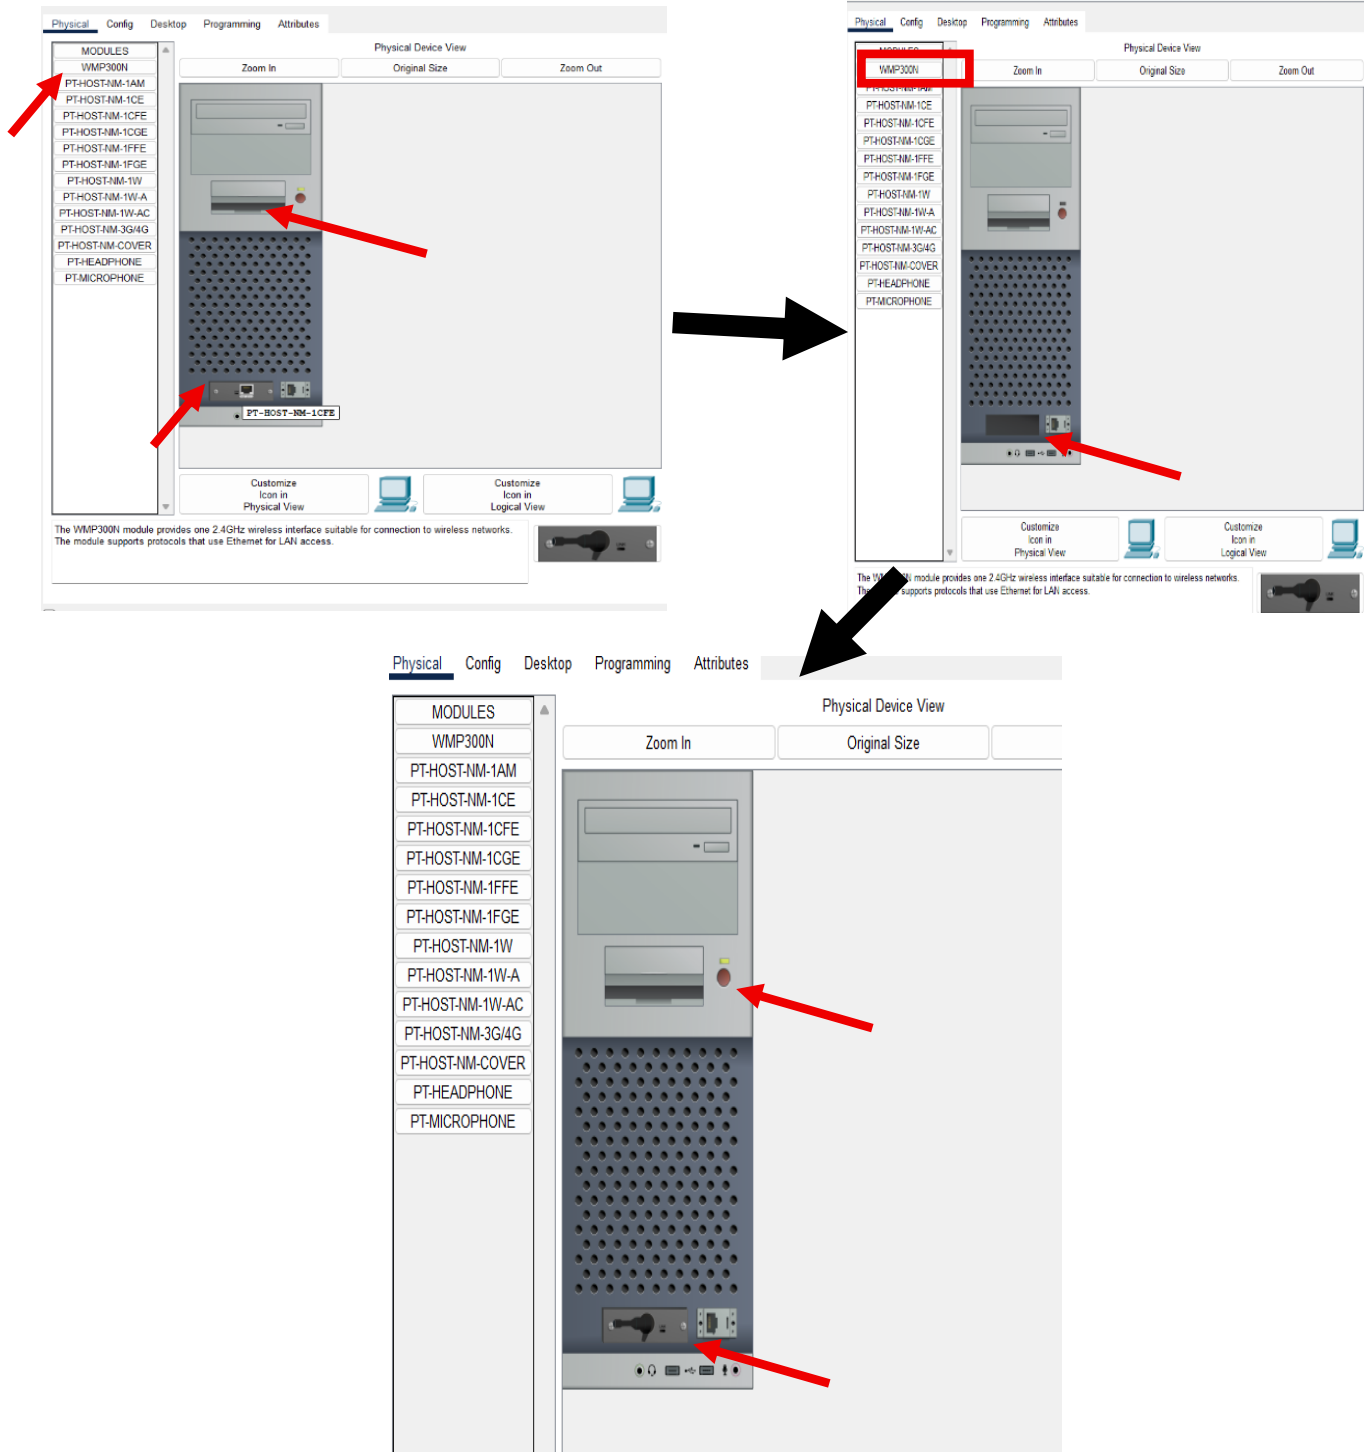 Physical Config Desktop Programming Attributes
Physical Device View
MODULES
WMP300N
PT-HOST-NM-1AM
PT-HOST-NM-1CE
PT-HOST-NM-1CFE
PT-HOST-NM-1CGE
PT-HOST-NM-1FFE
PT-HOST-NM-1FGE
PT-HOST-NM-1W
PT-HOST-NM-1W-A
PT-HOST-NM-1W-AC
PT-HOST-NM-3G/4G
PT-HOST-NM-COVER
PT-HEADPHONE
PT-MICROPHONE
Zoom In Original Size Zoom Out
PT-HOST-NM-1CFE
Customize
Icon in
Physical View
Customize
Icon in
Logical View
The WMP300N module provides one 2.4GHz wireless interface suitable for connection to wireless networks.
The module supports protocols that use Ethernet for LAN access.
Physical Config Desktop Programming Attributes
Physical Device View
MODULES
WMP300N
PT-HOST-NM-1AM
PT-HOST-NM-1CE
PT-HOST-NM-1CFE
PT-HOST-NM-1CGE
PT-HOST-NM-1FFE
PT-HOST-NM-1FGE
PT-HOST-NM-1W
PT-HOST-NM-1W-A
PT-HOST-NM-1W-AC
PT-HOST-NM-3G/4G
PT-HOST-NM-COVER
PT-HEADPHONE
PT-MICROPHONE
Zoom In Original Size Zoom Out
Customize
Icon in
Physical View
Customize
Icon in
Logical View
The module provides one 2.4GHz wireless interface suitable for connection to wireless networks.
The supports protocols that use Ethernet for LAN access.
Physical Config Desktop Programming Attributes
Physical Device View
MODULES
WMP300N
PT-HOST-NM-1AM
PT-HOST-NM-1CE
PT-HOST-NM-1CFE
PT-HOST-NM-1CGE
PT-HOST-NM-1FFE
PT-HOST-NM-1FGE
PT-HOST-NM-1W
PT-HOST-NM-1W-A
PT-HOST-NM-1W-AC
PT-HOST-NM-3G/4G
PT-HOST-NM-COVER
PT-HEADPHONE
PT-MICROPHONE
Zoom In Original Size